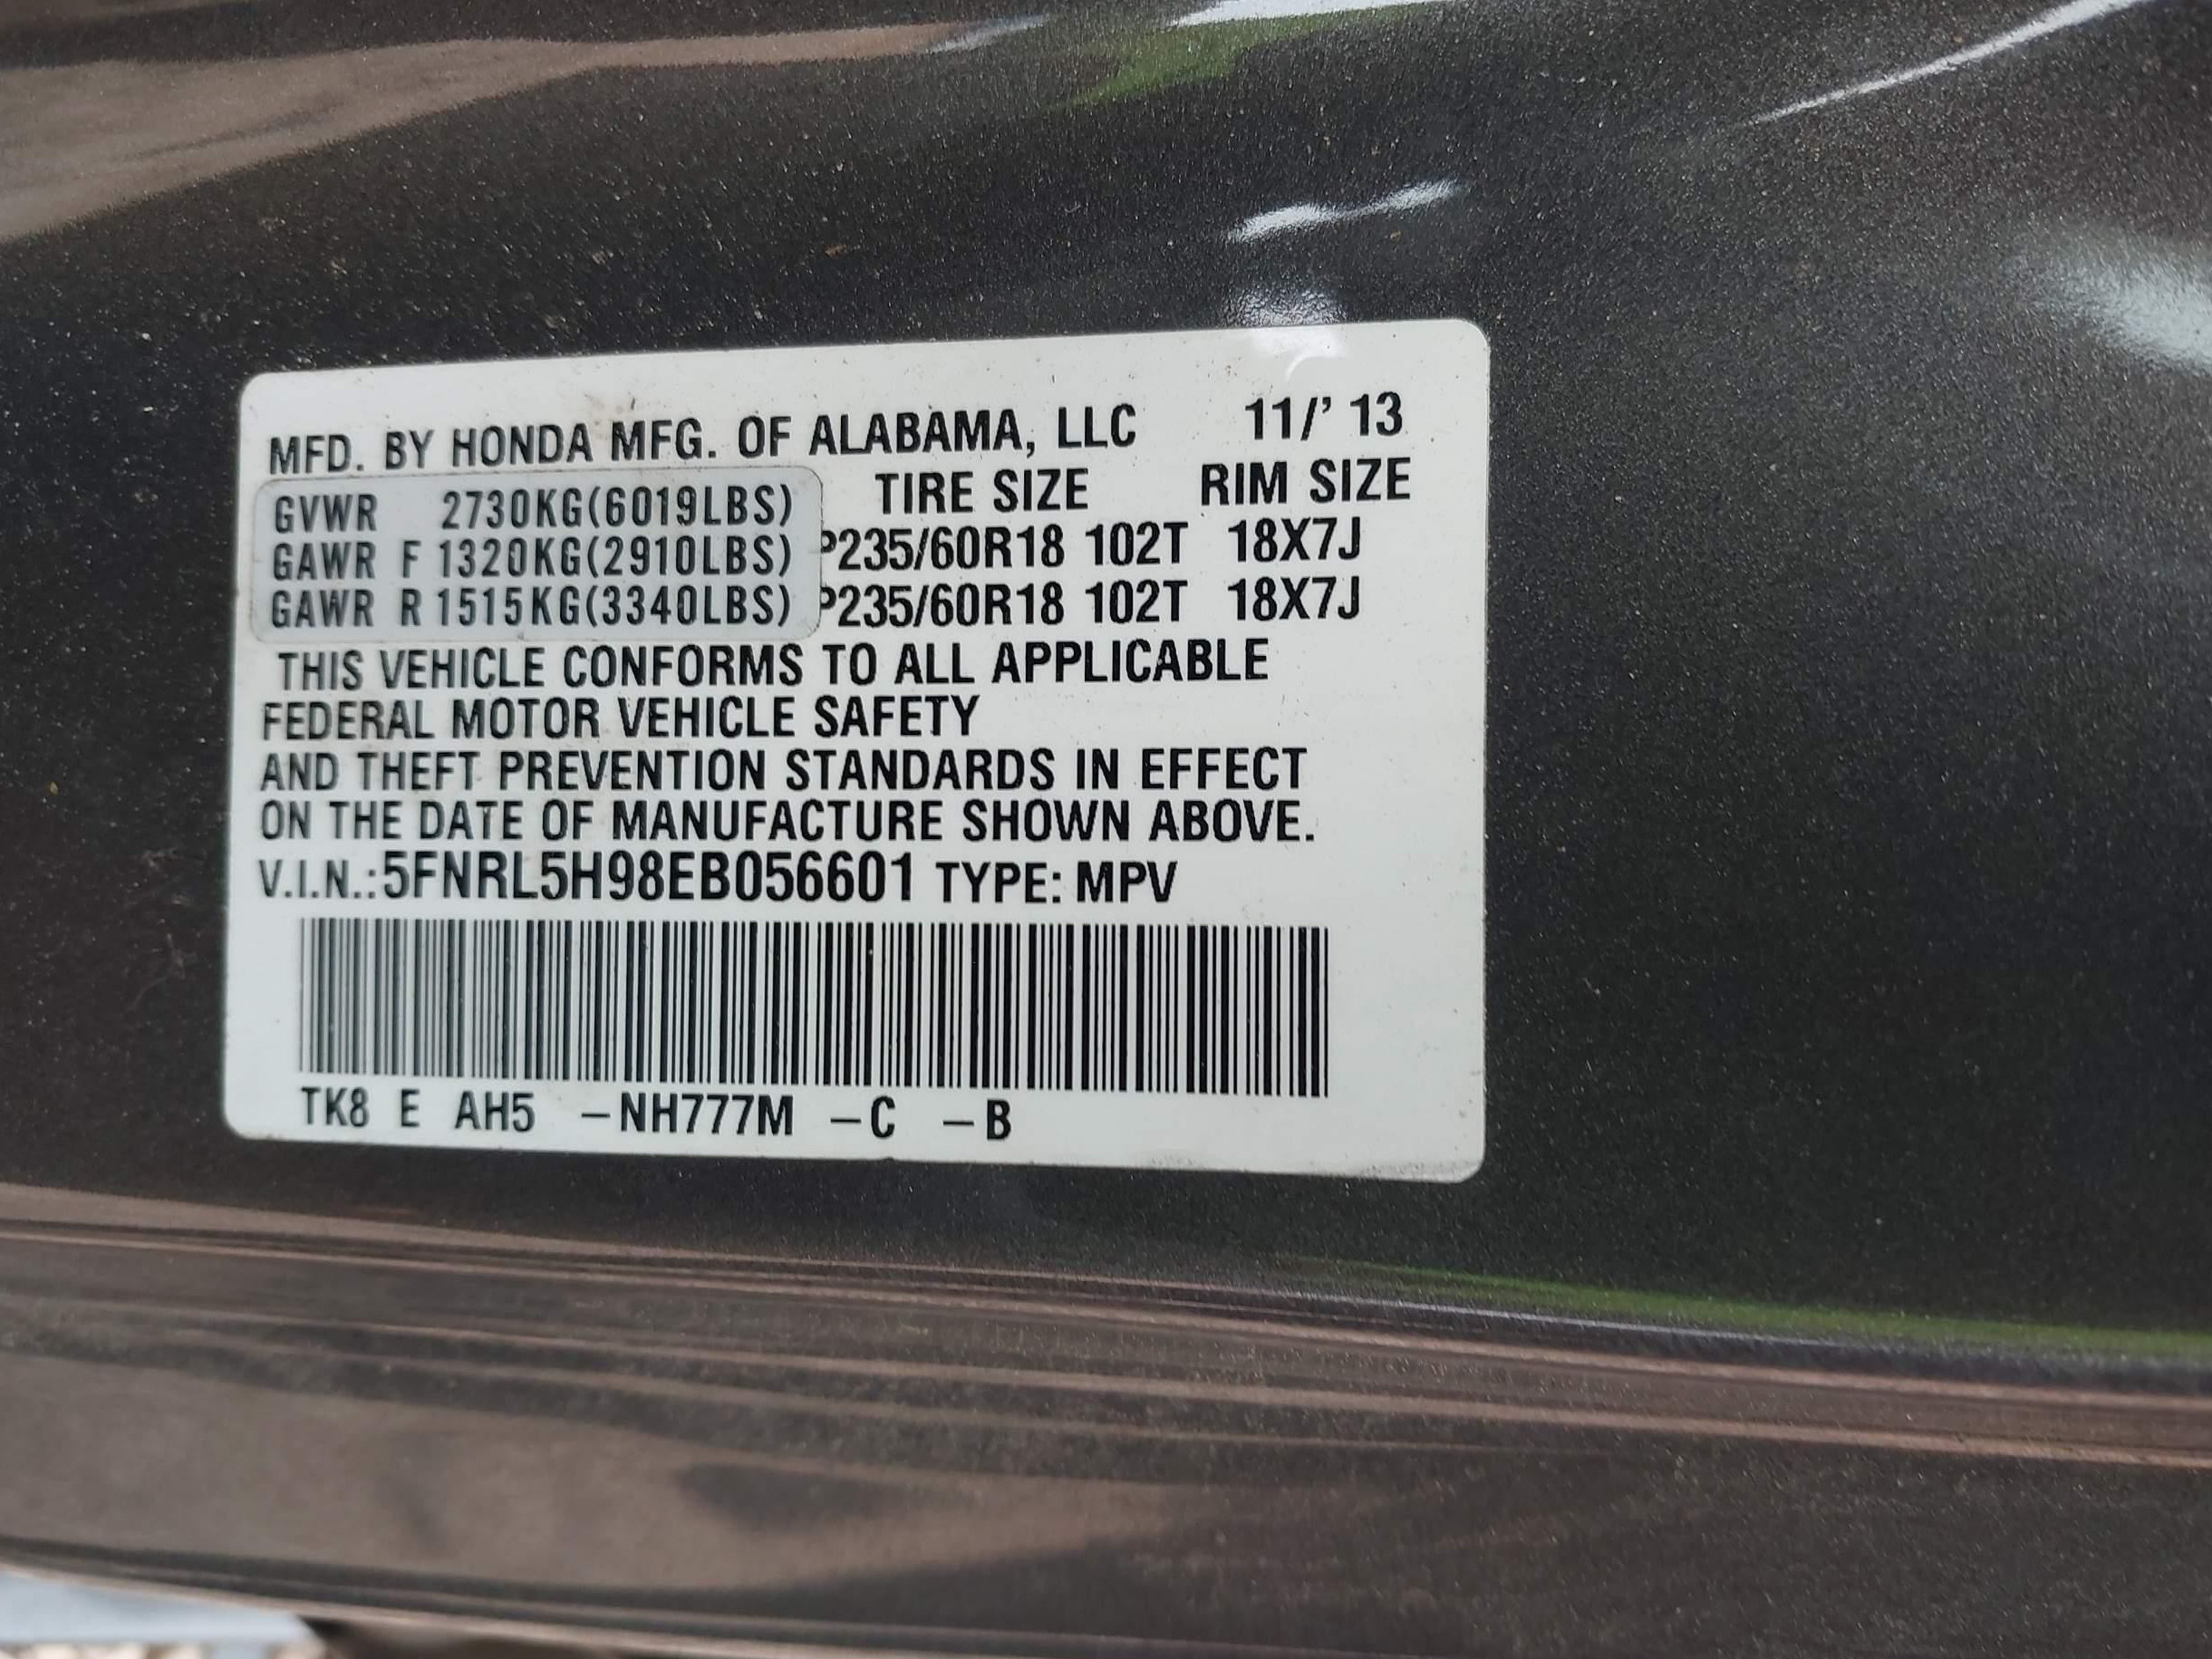 MFD. BY HONDA MFG. OF ALABAMA, LLC 11/' 13
TIRE SIZE RIM SIZE
GVWR 2730KG(6019LBS)
GAWR F 1320KG(2910LBS) P235/60R18 102T 18X7J
GAWR R 1515KG(3340LBS) P235/60R18 102T 18X7J
THIS VEHICLE CONFORMS TO ALL APPLICABLE
FEDERAL MOTOR VEHICLE SAFETY
AND THEFT PREVENTION STANDARDS IN EFFECT
ON THE DATE OF MANUFACTURE SHOWN ABOVE.
V.I.N.:5FNRL5H98EB056601 TYPE: MPV
TK8 E AH5 –NH777M –C –B